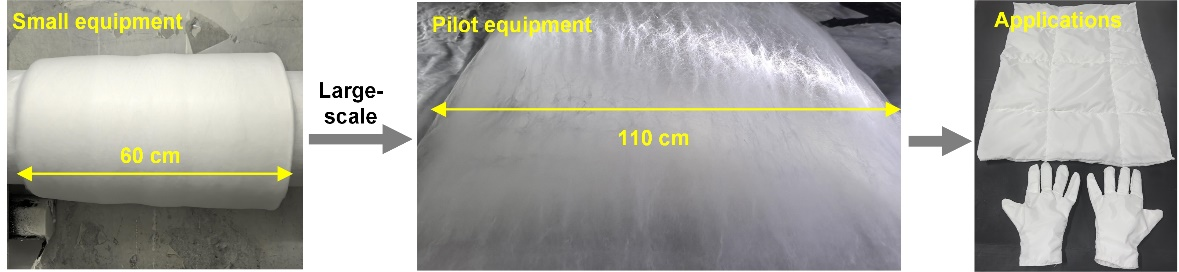 Small equipment
60 cm
Large-
scale
Pilot equipment
110 cm
Applications